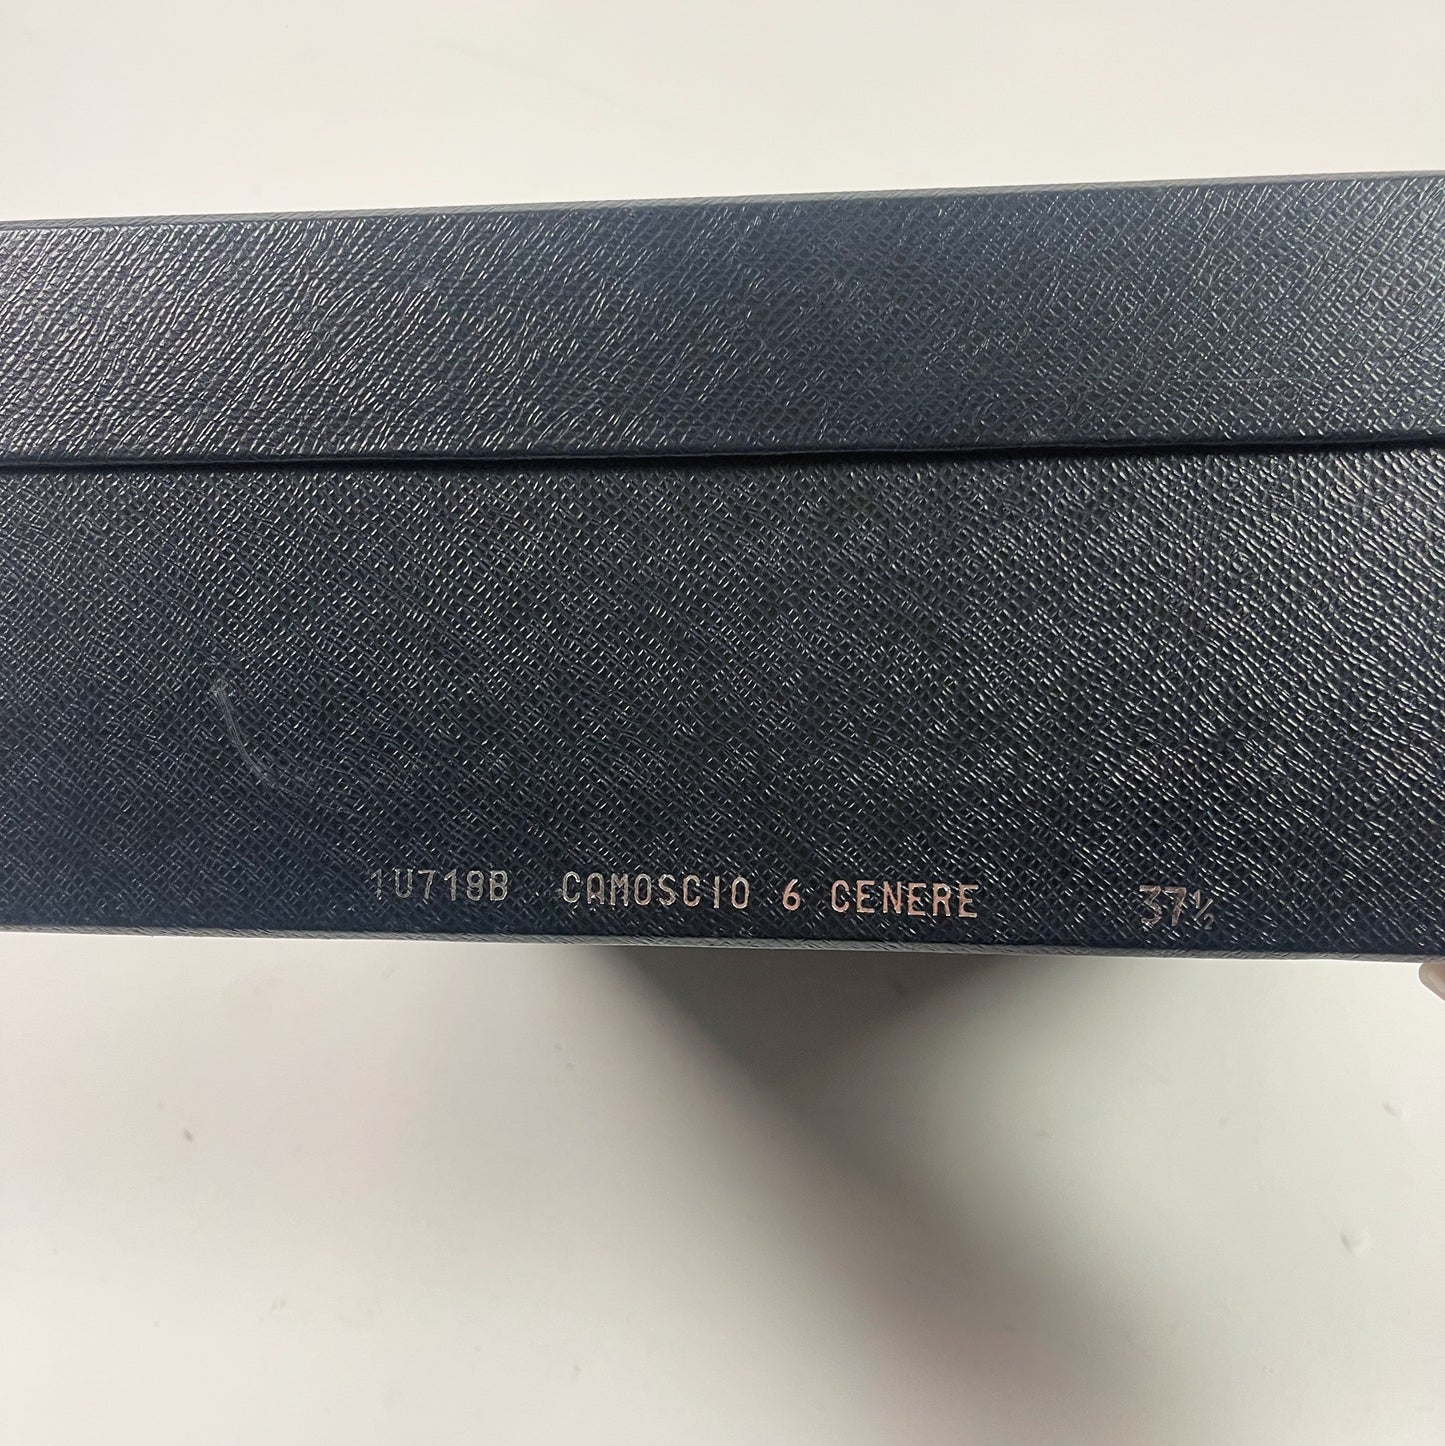 1U718B CAMOSCIO 6 CENERE 37½